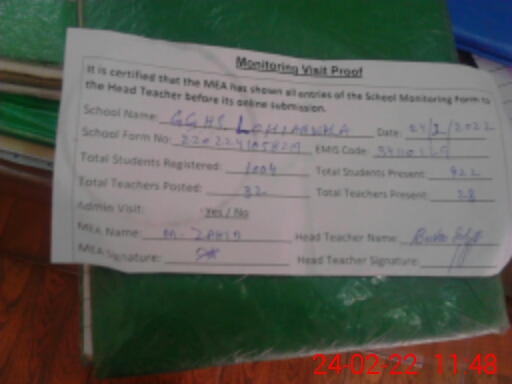 Monitoring Visit Proof
It is certified that the MEA has shown all entries of the School Monitoring Form to
the Head Teacher before its online submission.
School Name: GGHS Date: 24/2/2022
School Form No: EMIS Code:
Total Students Registered: 1004 Total Students Present: 922
Total Teachers Posted: 32 Total Teachers Present: 28
Admin Visit: Yes / No
MEA Name: M. ZAHID Head Teacher Name:
MEA Signature: Head Teacher Signature:
24-02-22 11:48